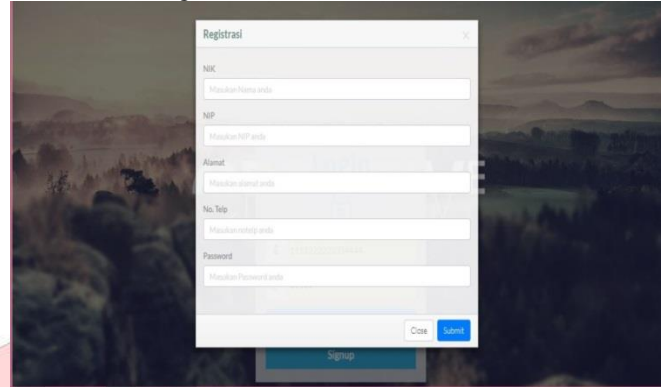 Registrasi
NIK
Masukan Nama anda
NIP
Masukan NIP anda
Alamat
Masukan alamat anda
No. Telp
Masukan notelp anda
Password
Masukan Password anda
Close Submit
Login
Signup